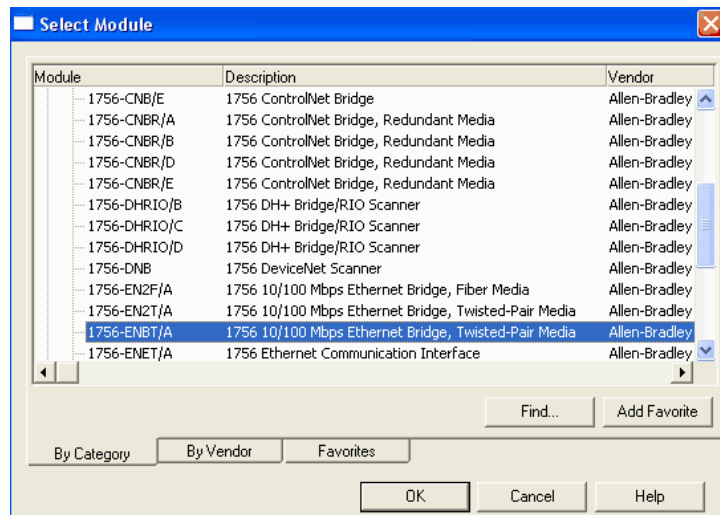 Select Module
Module Description Vendor
1756-CNB/E 1756 ControlNet Bridge Allen-Bradley
1756-CNBR/A 1756 ControlNet Bridge, Redundant Media Allen-Bradley
1756-CNBR/B 1756 ControlNet Bridge, Redundant Media Allen-Bradley
1756-CNBR/D 1756 ControlNet Bridge, Redundant Media Allen-Bradley
1756-CNBR/E 1756 ControlNet Bridge, Redundant Media Allen-Bradley
1756-DHRIO/B 1756 DH+ Bridge/RIO Scanner Allen-Bradley
1756-DHRIO/C 1756 DH+ Bridge/RIO Scanner Allen-Bradley
1756-DHRIO/D 1756 DH+ Bridge/RIO Scanner Allen-Bradley
1756-DNB 1756 DeviceNet Scanner Allen-Bradley
1756-EN2F/A 1756 10/100 Mbps Ethernet Bridge, Fiber Media Allen-Bradley
1756-EN2T/A 1756 10/100 Mbps Ethernet Bridge, Twisted-Pair Media Allen-Bradley
1756-ENBT/A 1756 10/100 Mbps Ethernet Bridge, Twisted-Pair Media Allen-Bradley
1756-ENET/A 1756 Ethernet Communication Interface Allen-Bradley
Find... Add Favorite
By Category By Vendor Favorites
OK Cancel Help